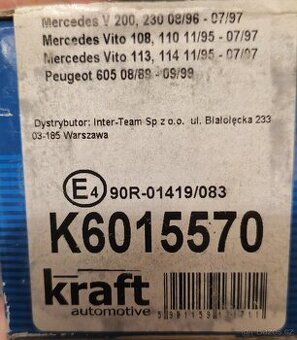 Mercedes V 200, 230 08/96 - 07/97
Mercedes Vito 108, 110 11/95 - 07/97
Mercedes Vito 113, 114 11/95 - 07/97
Peugeot 605 08/89 - 09/99
Dystrybutor: Inter-Team Sp z o.o. ul. Białołęcka 233
03-185 Warszawa
E4 90R-01419/083
K6015570
kraft
automotive